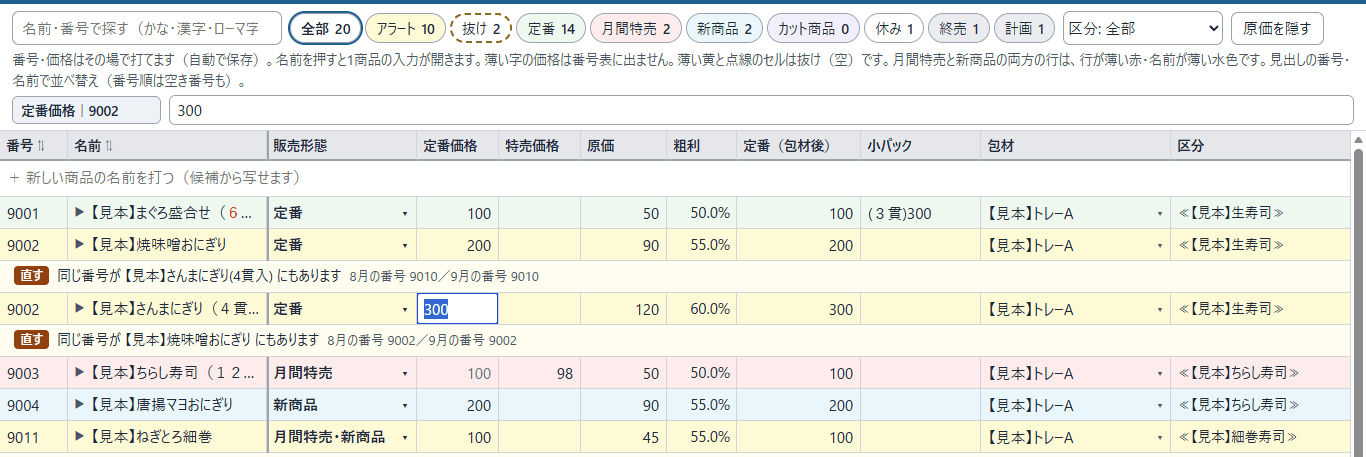 名前・番号で探す（かな・漢字・ローマ字 全部 20 アラート 10 抜け 2 定番 14 月間特売 2 新商品 2 カット商品 0 休み 1 終売 1 計画 1 区分: 全部 原価を隠す
番号・価格はその場で打てます（自動で保存）。名前を押すと1商品の入力が開きます。薄い字の価格は番号表に出ません。薄い黄と点線のセルは抜け（空）です。月間特売と新商品の両方の行は、行が薄い赤・名前が薄い水色です。見出しの番号・
名前で並べ替え（番号順は空き番号も）。
定番価格｜9002 300
番号 ⇅ 名前 ⇅ 販売形態 定番価格 特売価格 原価 粗利 定番（包材後） 小パック 包材 区分
＋ 新しい商品の名前を打つ（候補から写せます）
9001 ▶【見本】まぐろ盛合せ（６… 定番 100 50 50.0% 100 (３貫)300 【見本】トレーA ≪【見本】生寿司≫
9002 ▶【見本】焼味噌おにぎり 定番 200 90 55.0% 200 【見本】トレーA ≪【見本】生寿司≫
直す 同じ番号が【見本】さんまにぎり(4貫入) にもあります 8月の番号 9010／9月の番号 9010
9002 ▶【見本】さんまにぎり（４貫… 定番 300 120 60.0% 300 【見本】トレーA ≪【見本】生寿司≫
直す 同じ番号が【見本】焼味噌おにぎり にもあります 8月の番号 9002／9月の番号 9002
9003 ▶【見本】ちらし寿司（１２… 月間特売 100 98 50 50.0% 100 【見本】トレーA ≪【見本】ちらし寿司≫
9004 ▶【見本】唐揚マヨおにぎり 新商品 200 90 55.0% 200 【見本】トレーA ≪【見本】ちらし寿司≫
9011 ▶【見本】ねぎとろ細巻 月間特売・新商品 100 45 55.0% 100 【見本】トレーA ≪【見本】細巻寿司≫